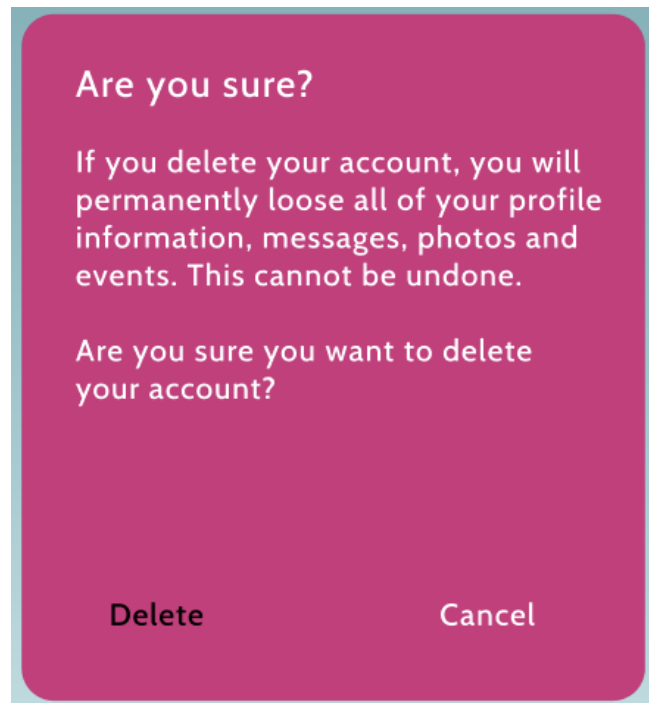 Are you sure?
If you delete your account, you will
permanently loose all of your profile
information, messages, photos and
events. This cannot be undone.
Are you sure you want to delete
your account?
Delete Cancel